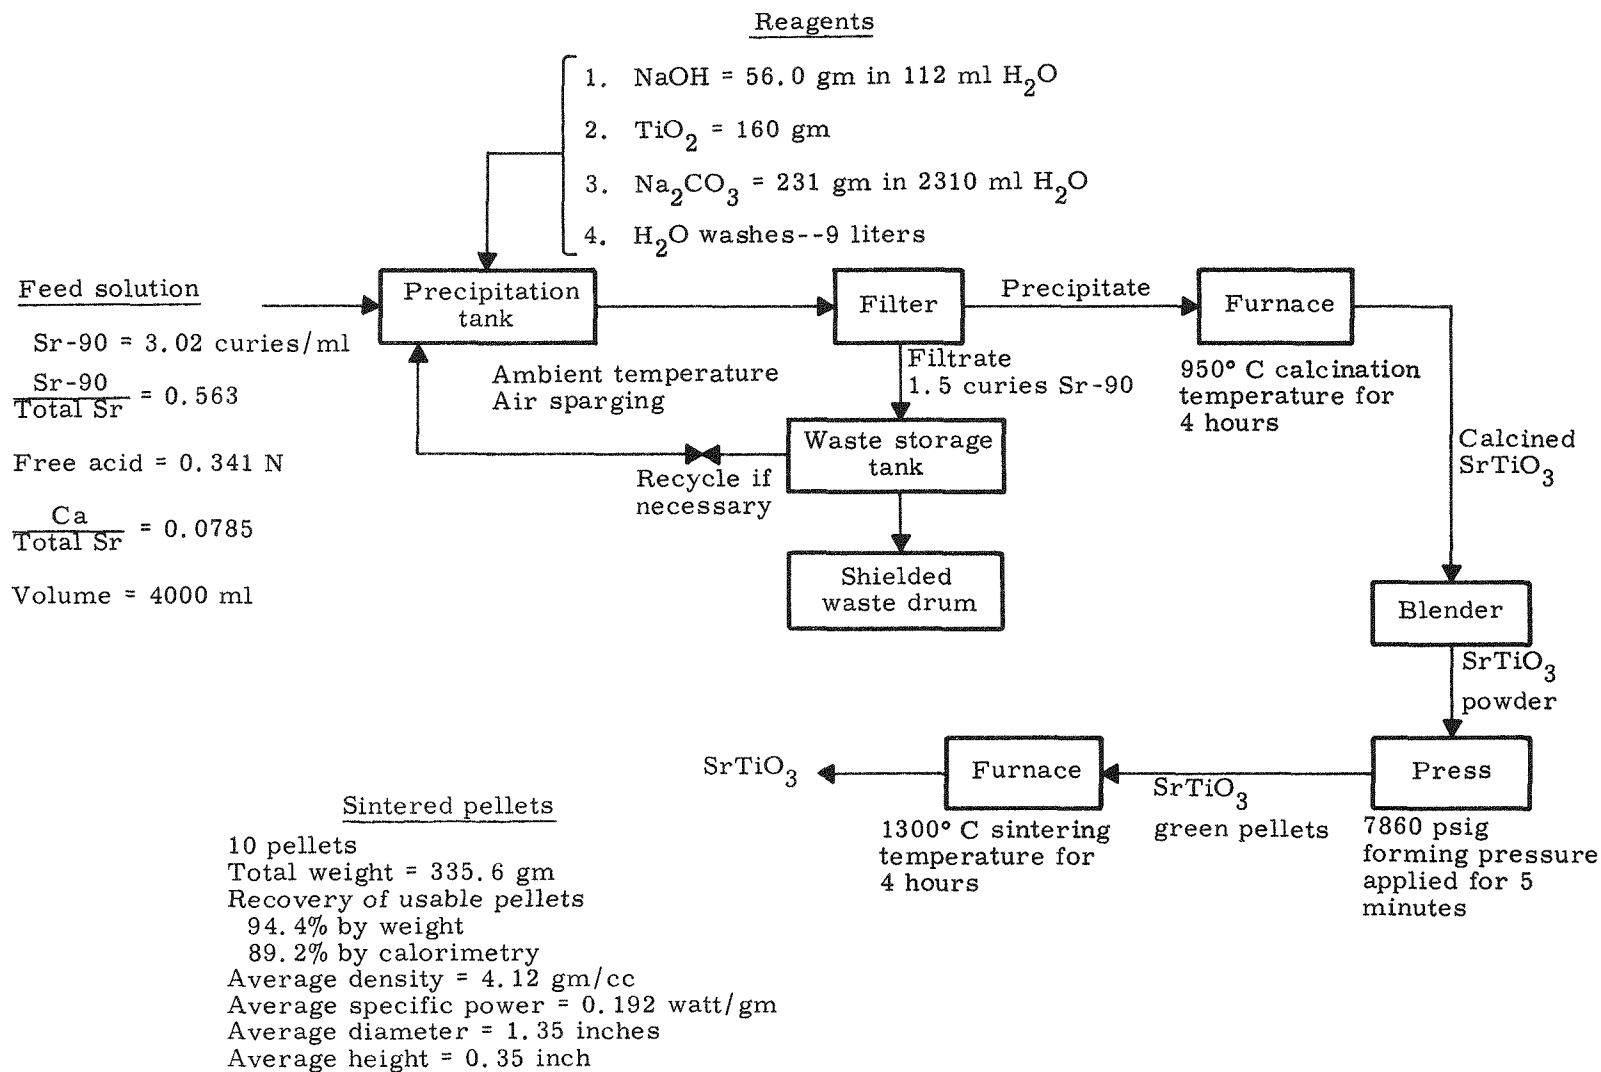 Reagents
1. NaOH = 56.0 gm in 112 ml H2O
2. TiO2 = 160 gm
3. Na2CO3 = 231 gm in 2310 ml H2O
4. H2O washes--9 liters
Feed solution
Sr-90 = 3.02 curies/ml
Sr-90
Total Sr = 0.563
Free acid = 0.341 N
Ca
Total Sr = 0.0785
Volume = 4000 ml
Precipitation
tank
Ambient temperature
Air sparging
Filter
Precipitate
Filtrate
1.5 curies Sr-90
Furnace
950° C calcination
temperature for
4 hours
Waste storage
tank
Recycle if
necessary
Shielded
waste drum
Calcined
SrTiO3
Blender
SrTiO3
powder
Press
7860 psig
forming pressure
applied for 5
minutes
SrTiO3
green pellets
Furnace
1300° C sintering
temperature for
4 hours
SrTiO3
Sintered pellets
10 pellets
Total weight = 335.6 gm
Recovery of usable pellets
94.4% by weight
89.2% by calorimetry
Average density = 4.12 gm/cc
Average specific power = 0.192 watt/gm
Average diameter = 1.35 inches
Average height = 0.35 inch